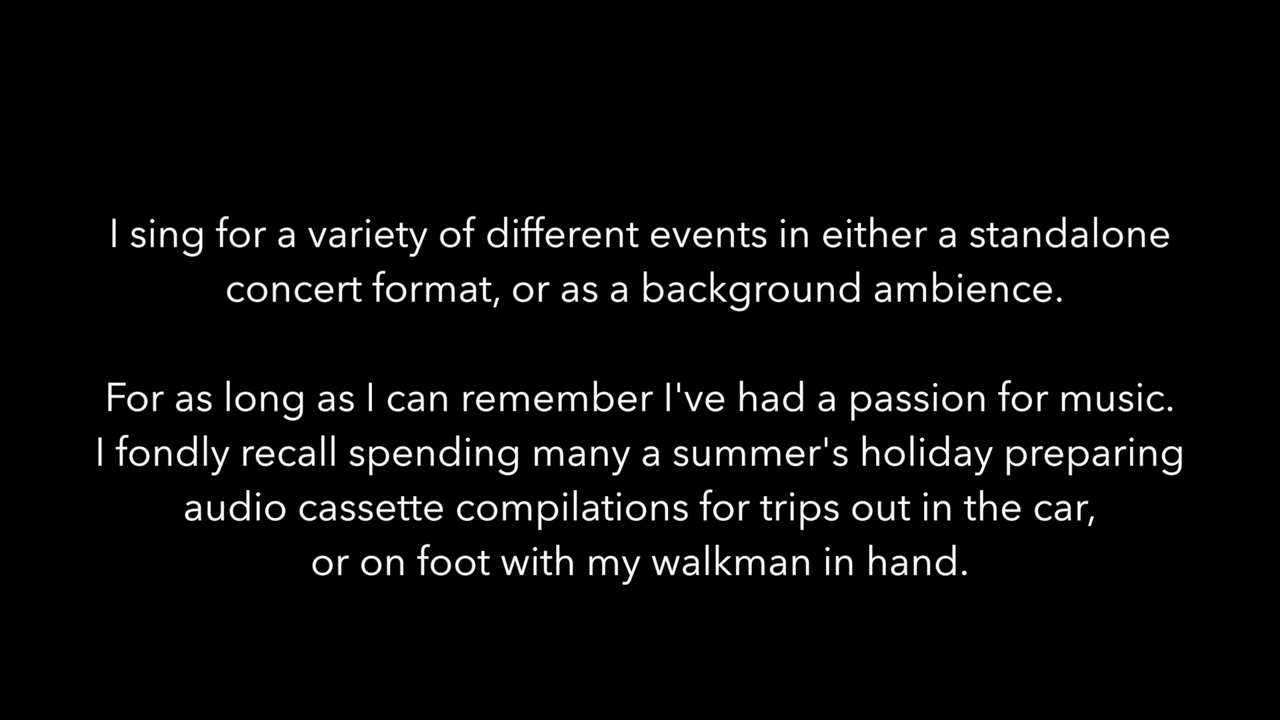 I sing for a variety of different events in either a standalone
concert format, or as a background ambience.
For as long as I can remember I've had a passion for music.
I fondly recall spending many a summer's holiday preparing
audio cassette compilations for trips out in the car,
or on foot with my walkman in hand.